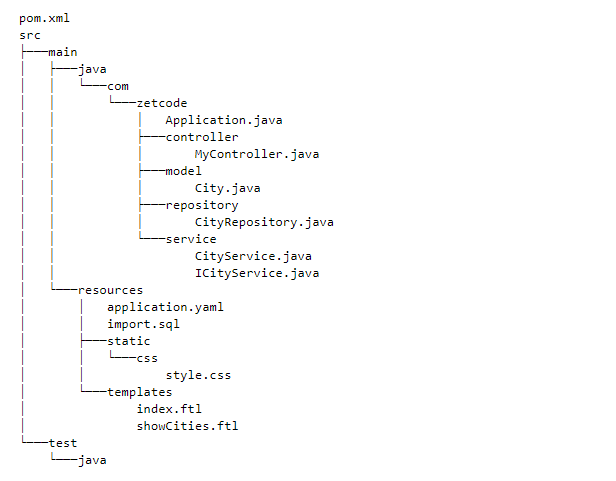 pom.xml
src
├───main
│   ├───java
│   │   └───com
│   │       └───zetcode
│   │           │   Application.java
│   │           ├───controller
│   │           │       MyController.java
│   │           ├───model
│   │           │       City.java
│   │           ├───repository
│   │           │       CityRepository.java
│   │           └───service
│   │                   CityService.java
│   │                   ICityService.java
│   └───resources
│       │   application.yaml
│       │   import.sql
│       ├───static
│       │   └───css
│       │           style.css
│       └───templates
│               index.ftl
│               showCities.ftl
└───test
    └───java